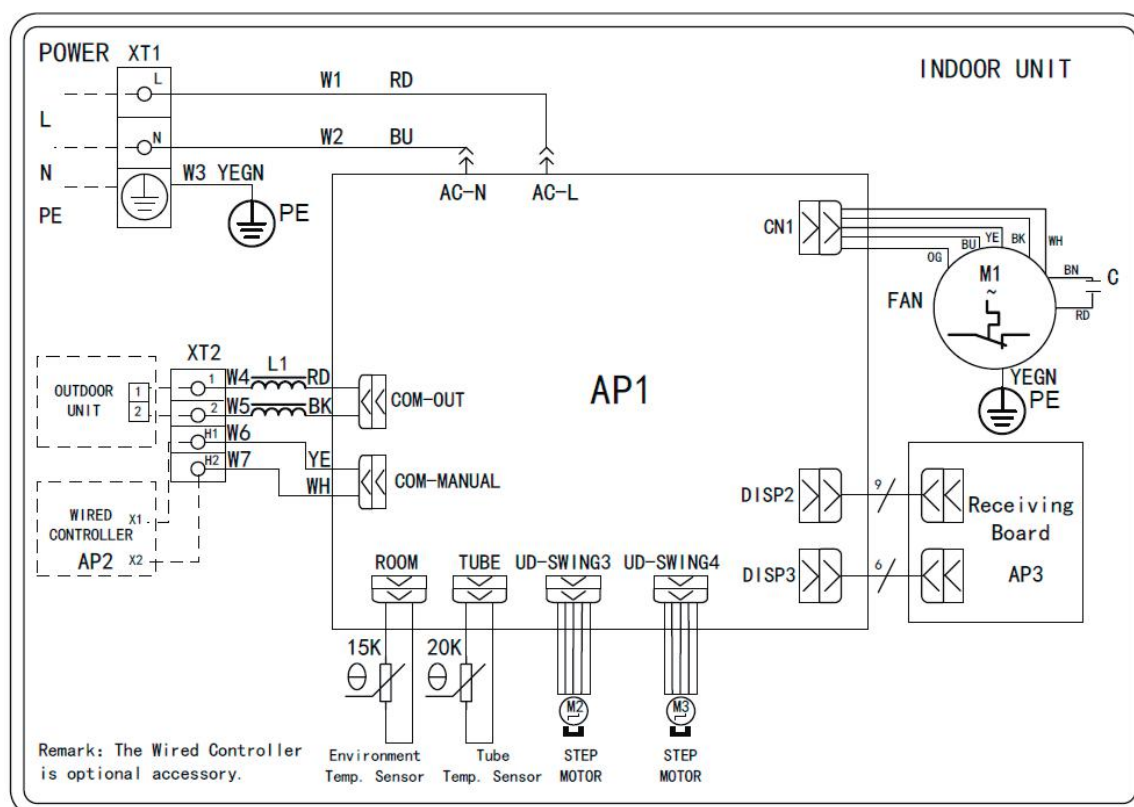 POWER XT1
INDOOR UNIT
L
W1 RD
L
N
W2 BU
N
W3 YEGN
PE
PE
AC-N AC-L
CN1
OG BU YE BK WH
M1
~
BN
C
RD
FAN
YEGN
PE
XT2
L1
OUTDOOR
UNIT
1
2
1
W4 RD
2
W5 BK
COM-OUT
H1
W6
YE
H2
W7
WH
COM-MANUAL
AP1
WIRED
CONTROLLER
AP2
X1
X2
DISP2
9
Receiving
Board
AP3
DISP3
6
ROOM TUBE UD-SWING3 UD-SWING4
15K 20K
M2 M3
Environment
Temp. Sensor
Tube
Temp. Sensor
STEP
MOTOR
STEP
MOTOR
Remark: The Wired Controller
is optional accessory.